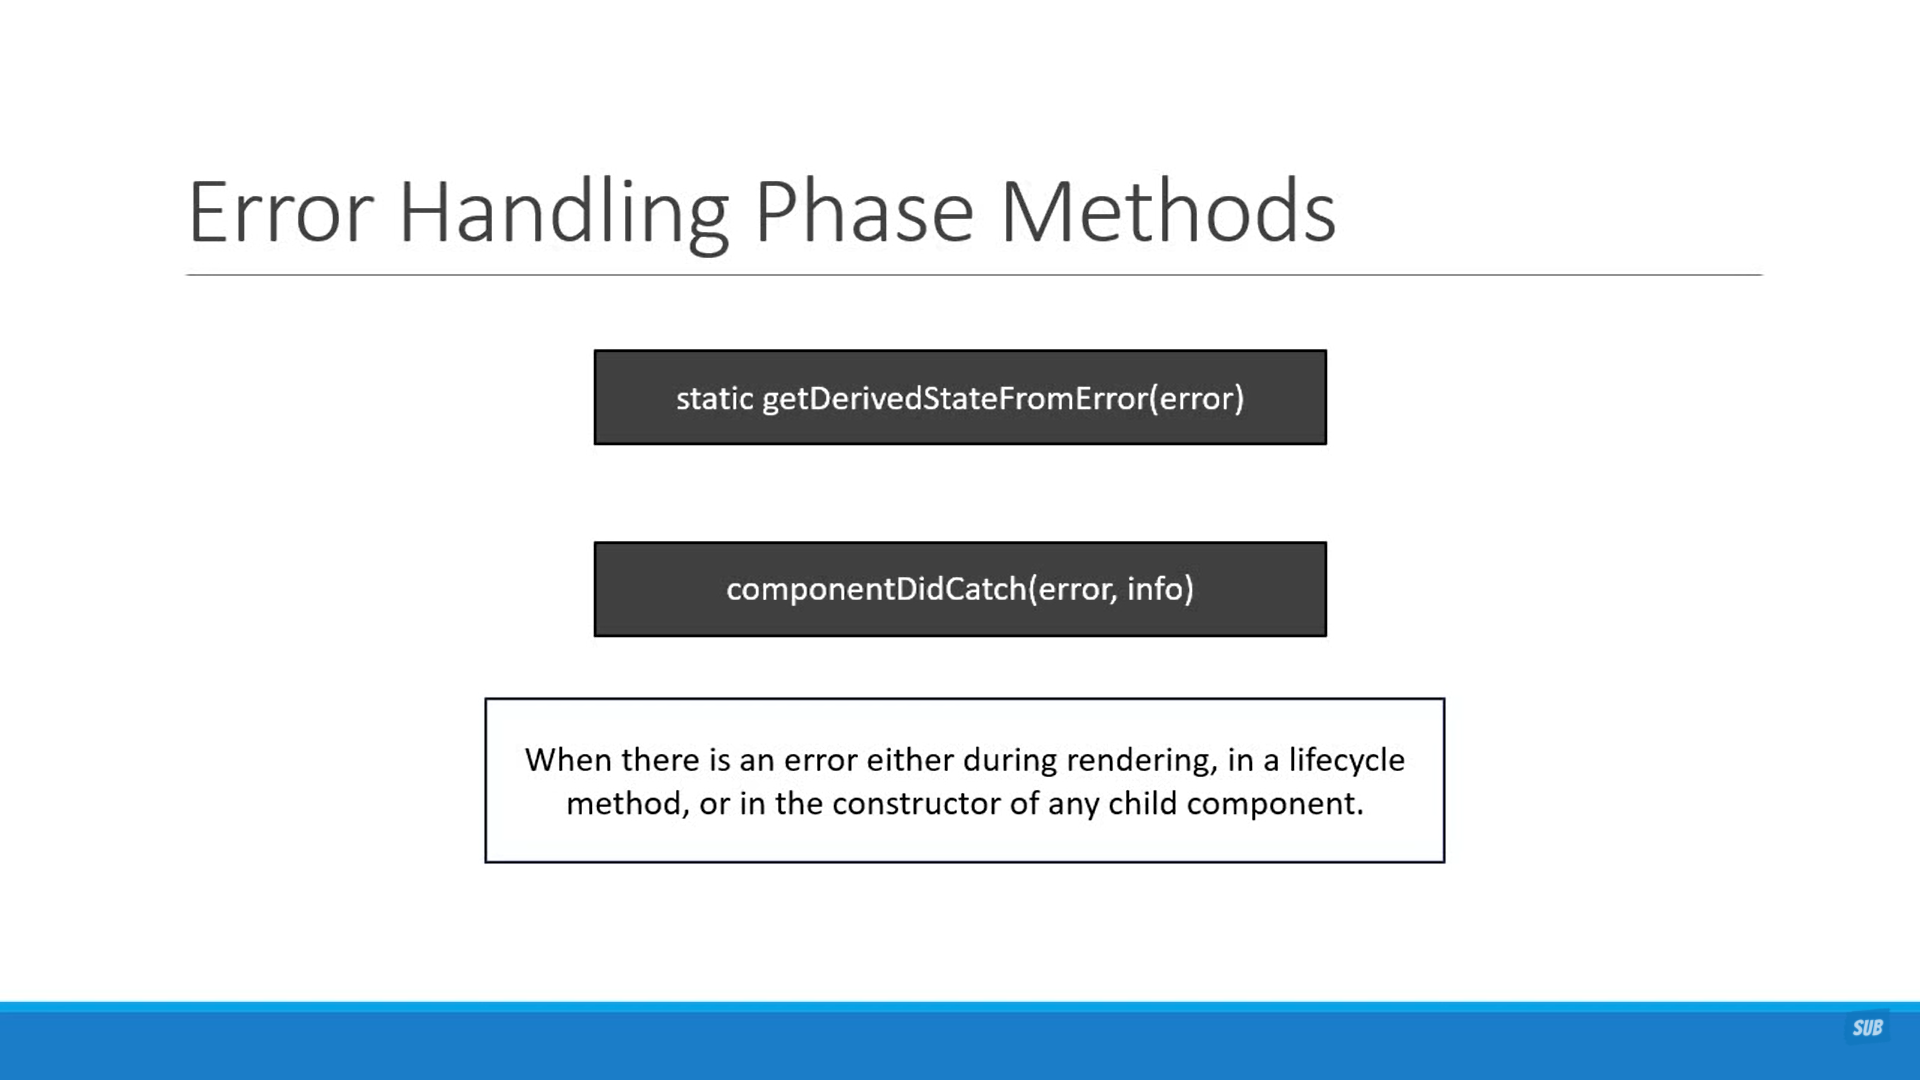 Error Handling Phase Methods
static getDerivedStateFromError(error)
componentDidCatch(error, info)
When there is an error either during rendering, in a lifecycle
method, or in the constructor of any child component.
SUB